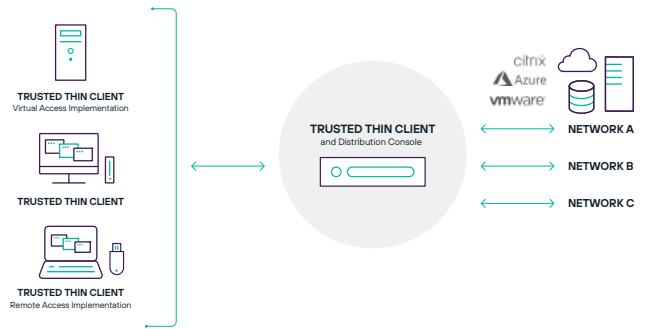 TRUSTED THIN CLIENT
Virtual Access Implementation
TRUSTED THIN CLIENT
TRUSTED THIN CLIENT
Remote Access Implementation
TRUSTED THIN CLIENT
and Distribution Console
citrix
Azure
vmware
NETWORK A
NETWORK B
NETWORK C